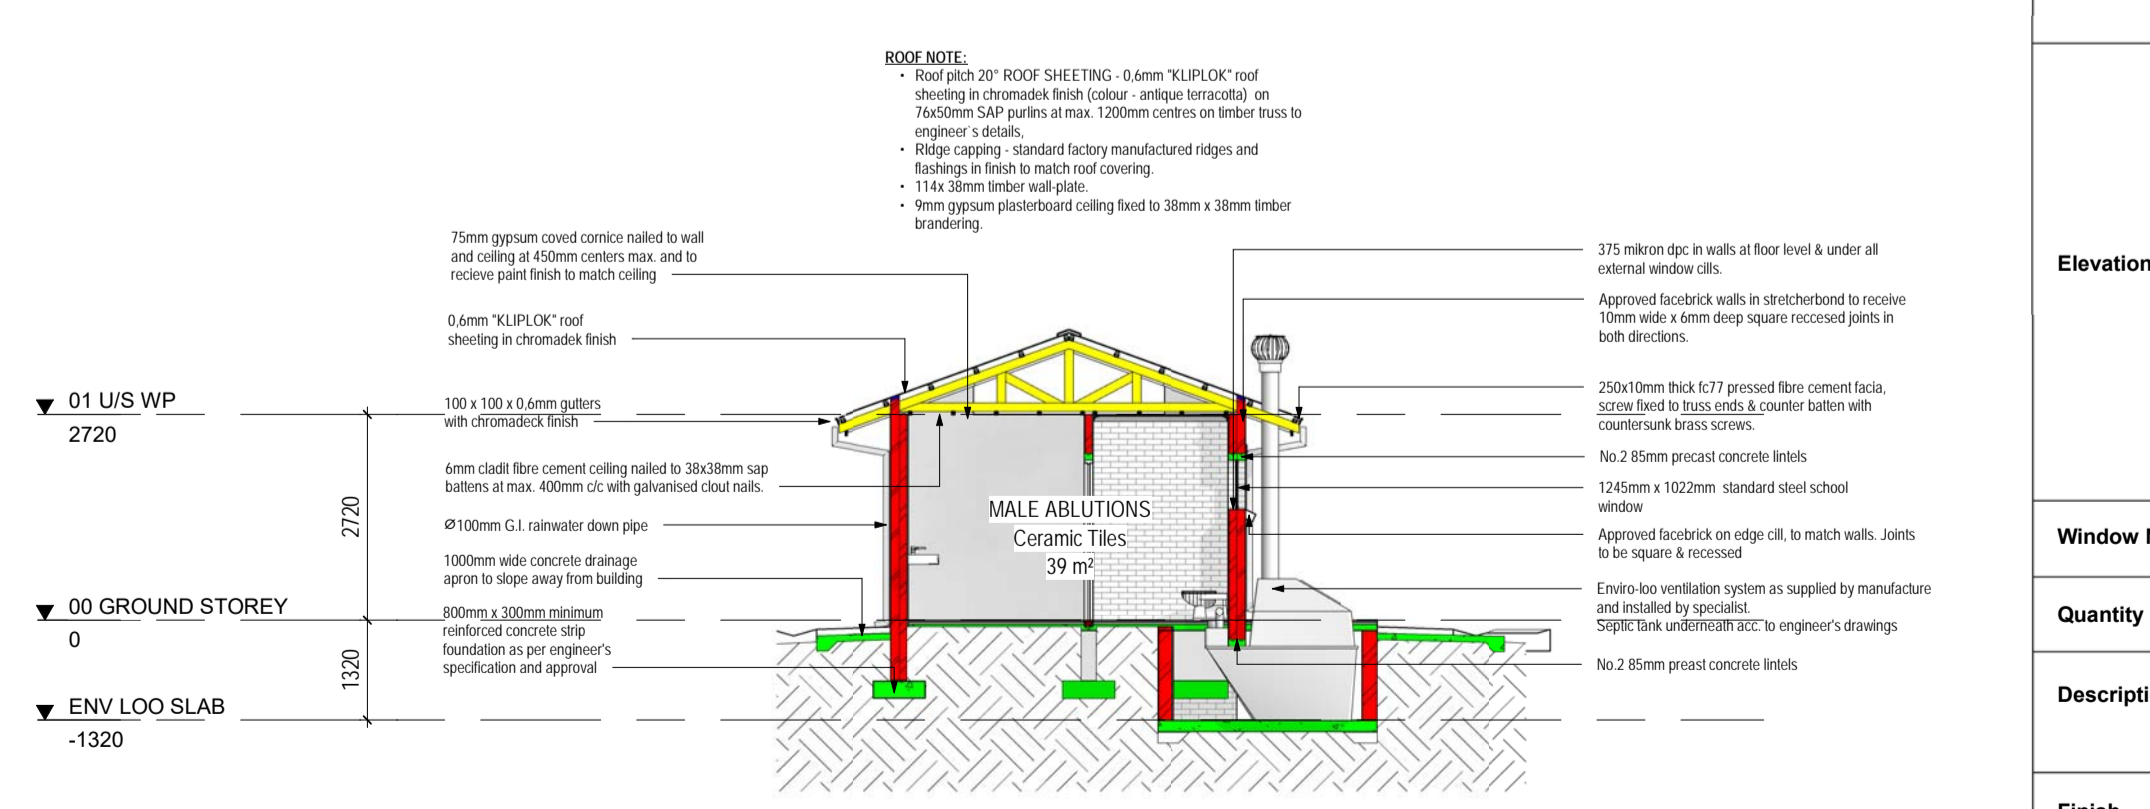 ROOF NOTE:
• Roof pitch 20° ROOF SHEETING - 0,6mm "KLIPLOK" roof
sheeting in chromadek finish (colour - antique terracotta) on
76x50mm SAP purlins at max. 1200mm centres on timber truss to
engineer`s details,
• RIdge capping - standard factory manufactured ridges and
flashings in finish to match roof covering.
• 114x 38mm timber wall-plate.
• 9mm gypsum plasterboard ceiling fixed to 38mm x 38mm timber
brandering.
75mm gypsum coved cornice nailed to wall
and ceiling at 450mm centers max. and to
recieve paint finish to match ceiling
0,6mm "KLIPLOK" roof
sheeting in chromadek finish
100 x 100 x 0,6mm gutters
with chromadeck finish
6mm cladit fibre cement ceiling nailed to 38x38mm sap
battens at max. 400mm c/c with galvanised clout nails.
Ø100mm G.I. rainwater down pipe
1000mm wide concrete drainage
apron to slope away from building
800mm x 300mm minimum
reinforced concrete strip
foundation as per engineer's
specification and approval
01 U/S WP
2720
00 GROUND STOREY
0
ENV LOO SLAB
-1320
2720
1320
MALE ABLUTIONS
Ceramic Tiles
39 m²
375 mikron dpc in walls at floor level & under all
external window cills.
Approved facebrick walls in stretcherbond to receive
10mm wide x 6mm deep square reccesed joints in
both directions.
250x10mm thick fc77 pressed fibre cement facia,
screw fixed to truss ends & counter batten with
countersunk brass screws.
No.2 85mm precast concrete lintels
1245mm x 1022mm standard steel school
window
Approved facebrick on edge cill, to match walls. Joints
to be square & recessed
Enviro-loo ventilation system as supplied by manufacture
and installed by specialist.
Septic tank underneath acc. to engineer's drawings
No.2 85mm preast concrete lintels
Elevation
Window
Quantity
Descripti